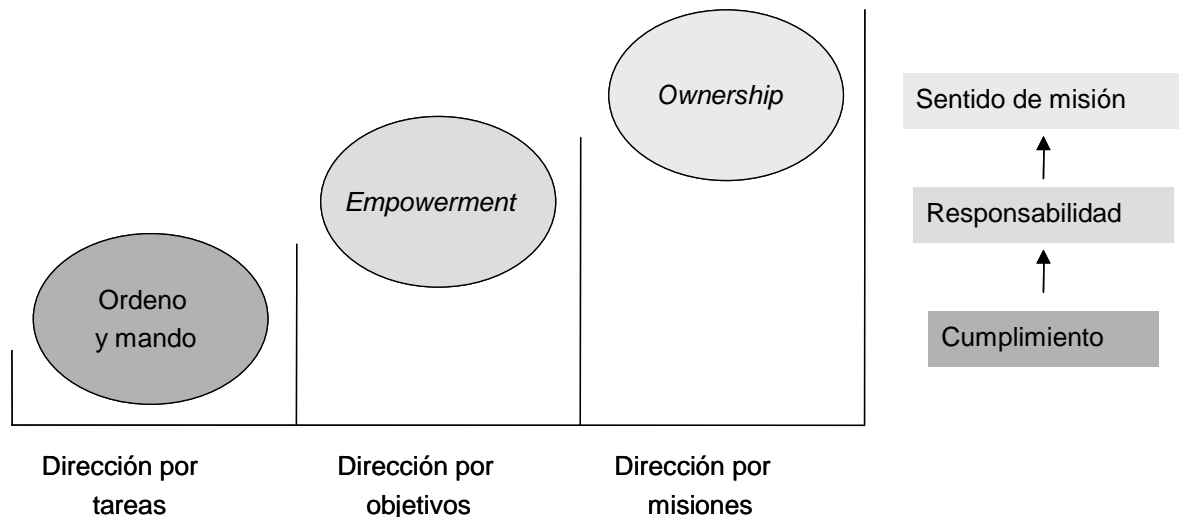 Ownership
Sentido de misión
Empowerment
Responsabilidad
Ordeno
y mando
Cumplimiento
Dirección por
tareas
Dirección por
objetivos
Dirección por
misiones